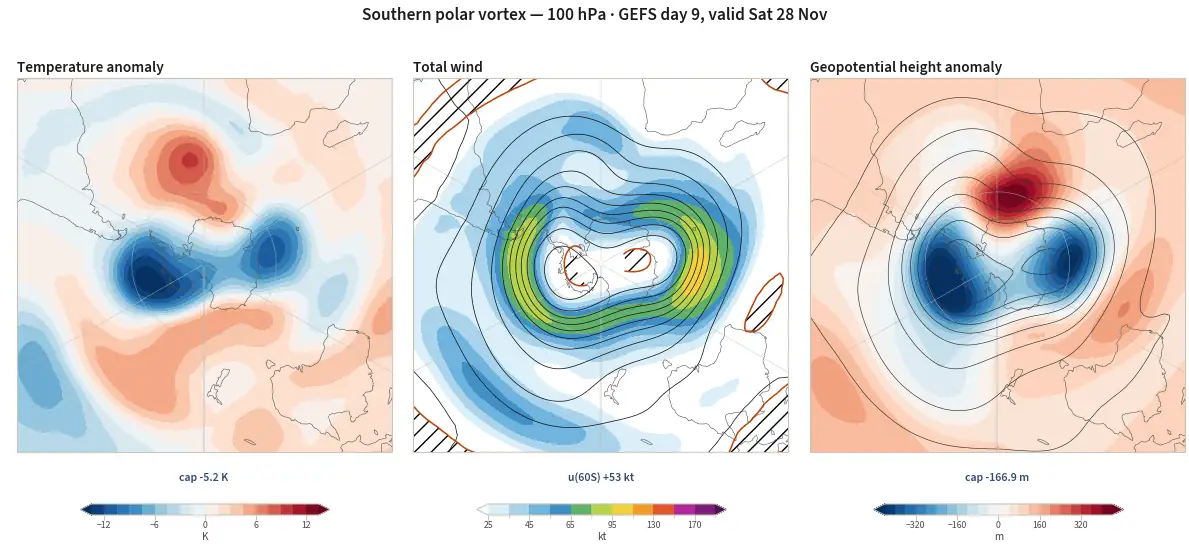 Southern polar vortex — 100 hPa · GEFS day 9, valid Sat 28 Nov
Temperature anomaly
Total wind
Geopotential height anomaly
cap -5.2 K
u(60S) +53 kt
cap -166.9 m
−12 −6 0 6 12
K
25 45 65 95 130 170
kt
−320 −160 0 160 320
m